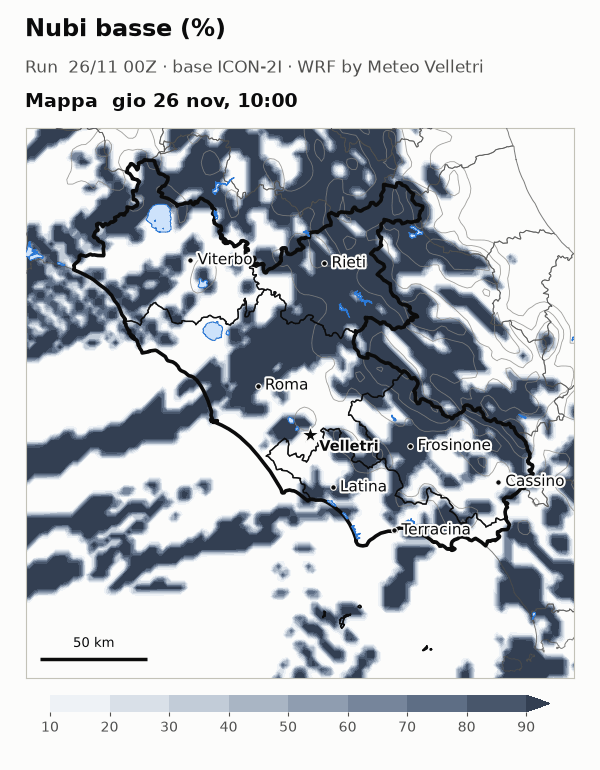 Nubi basse (%)
Run 26/11 00Z · base ICON-2I · WRF by Meteo Velletri
Mappa gio 26 nov, 10:00
Viterbo
Rieti
Roma
Velletri
Frosinone
Latina
Cassino
Terracina
50 km
10 20 30 40 50 60 70 80 90